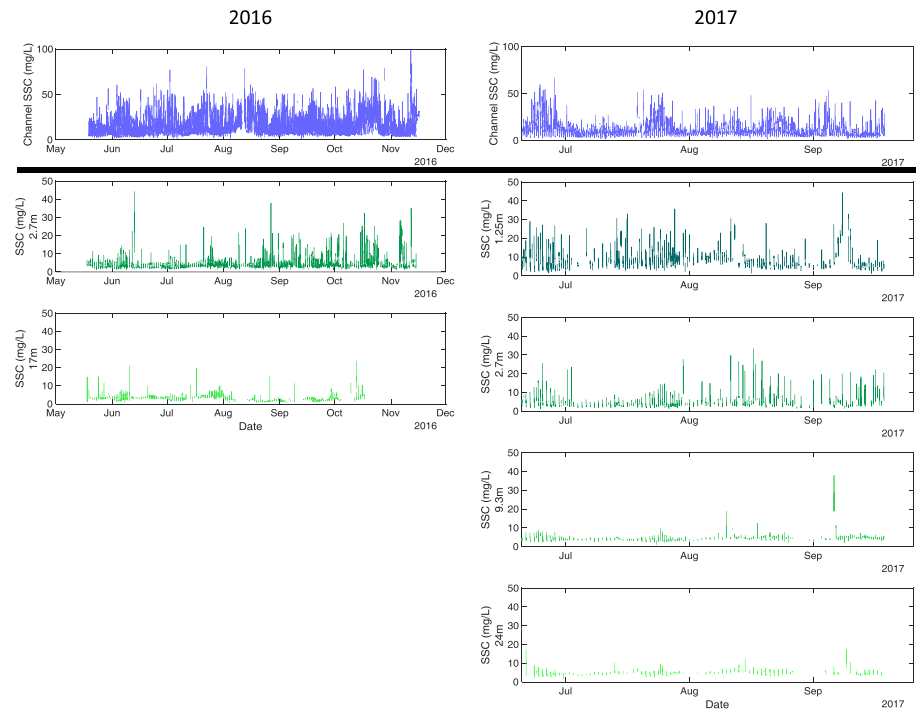 2016
2017
Channel SSC (mg/L)
100
50
0
May
Jun
Jul
Aug
Sep
Oct
Nov
Dec
2016
Channel SSC (mg/L)
100
50
0
Jul
Aug
Sep
2017
SSC (mg/L)
2.7m
50
40
30
20
10
0
May
Jun
Jul
Aug
Sep
Oct
Nov
Dec
2016
SSC (mg/L)
1.25m
50
40
30
20
10
0
Jul
Aug
Sep
2017
SSC (mg/L)
17m
50
40
30
20
10
0
May
Jun
Jul
Aug
Sep
Oct
Nov
Dec
Date
2016
SSC (mg/L)
2.7m
50
40
30
20
10
0
Jul
Aug
Sep
2017
SSC (mg/L)
9.3m
50
40
30
20
10
0
Jul
Aug
Sep
2017
SSC (mg/L)
24m
50
40
30
20
10
0
Jul
Aug
Sep
Date
2017